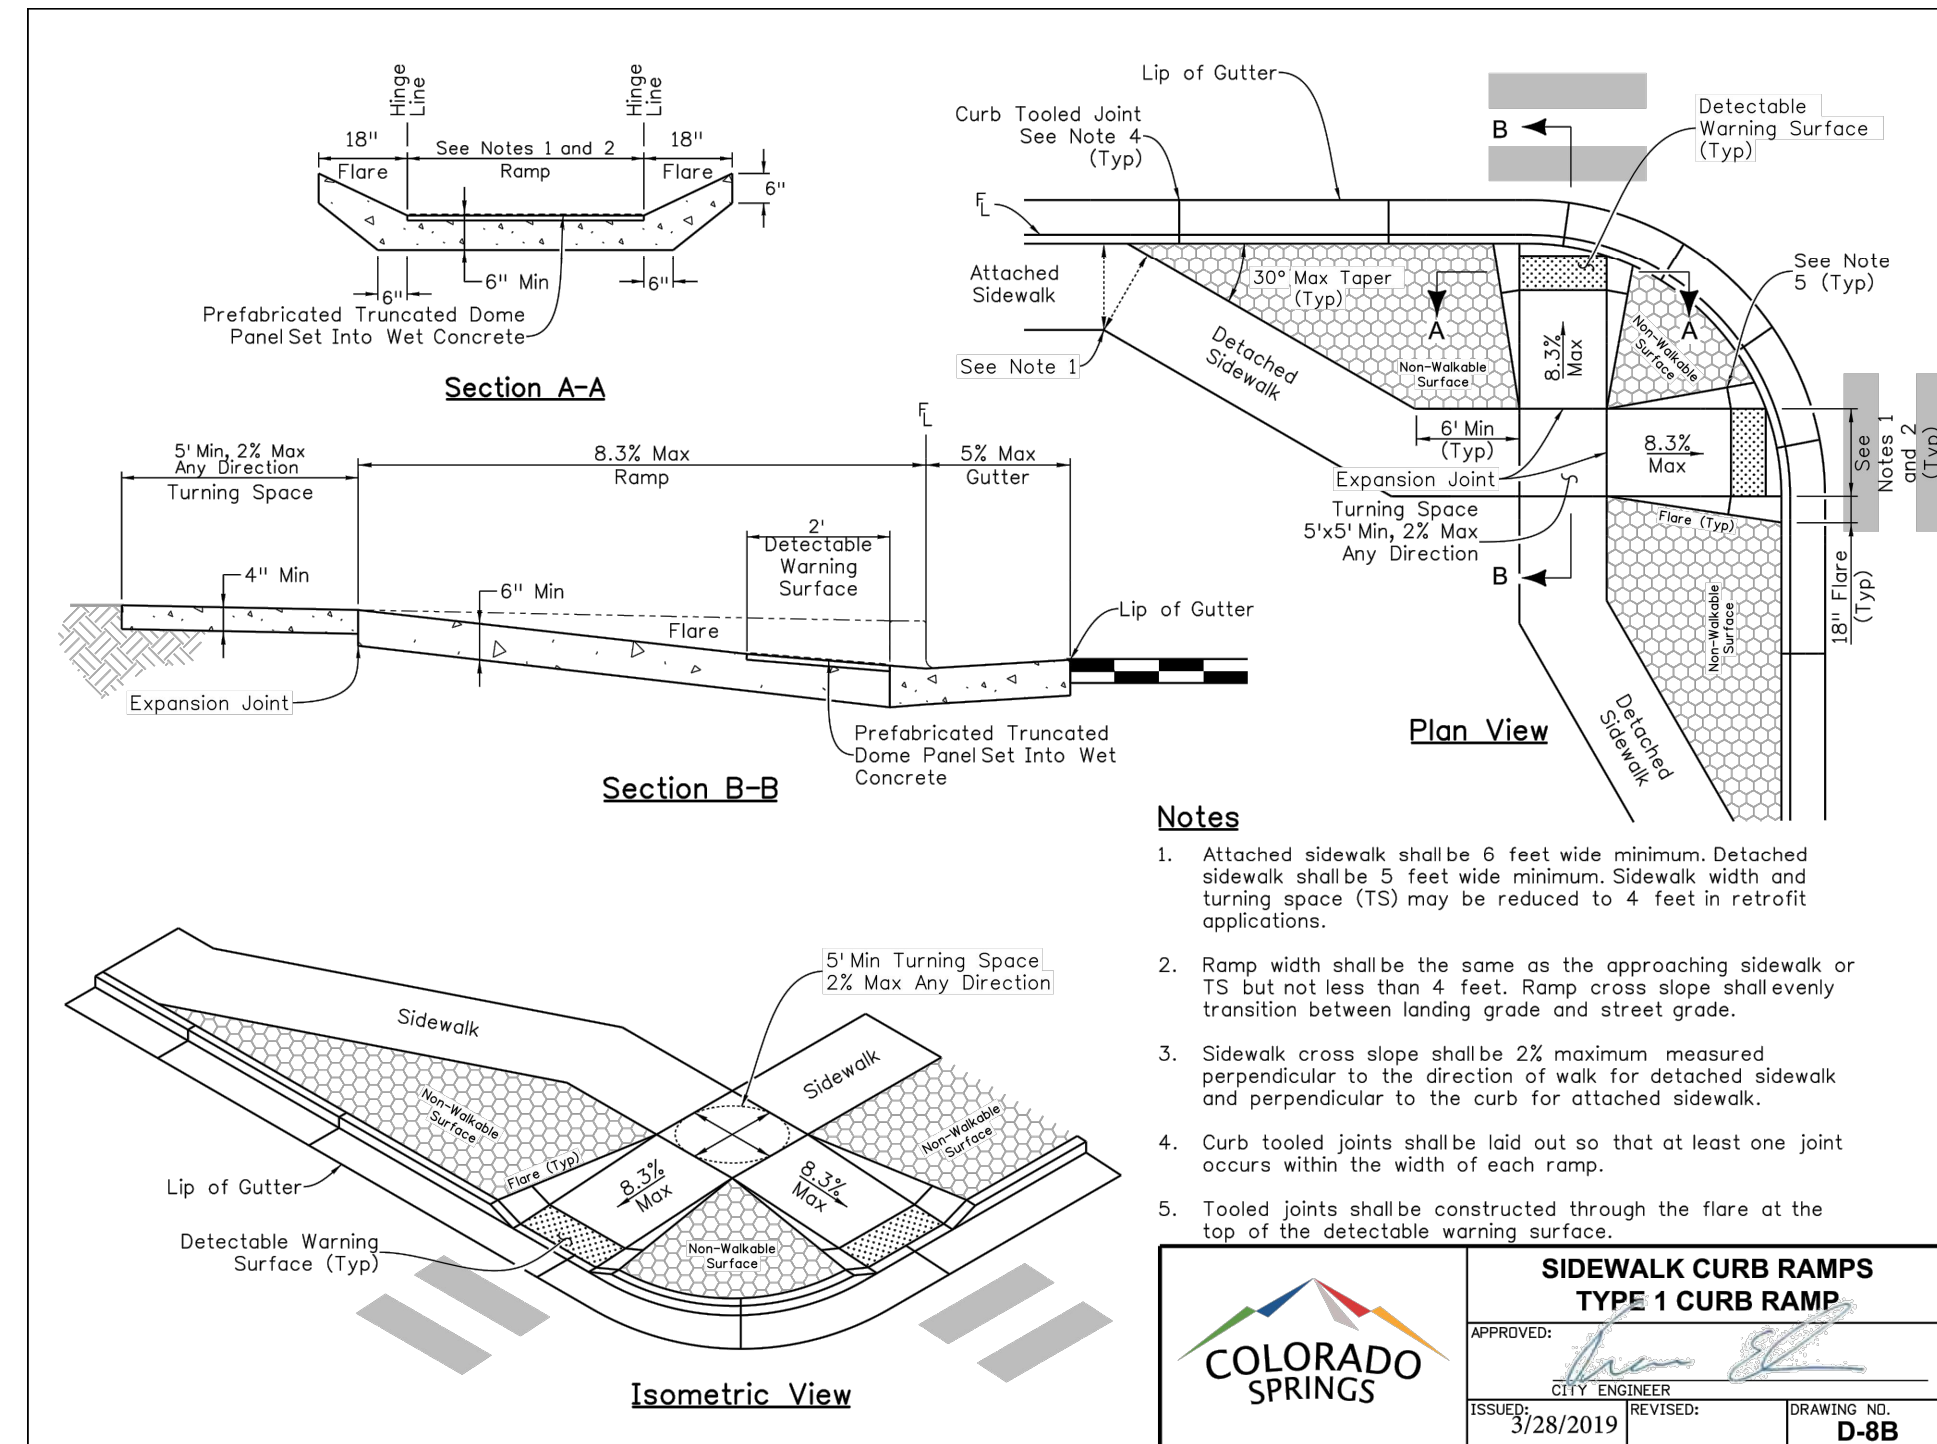 Hinge
Line
Hinge
Line
18"
See Notes 1 and 2
18"
Flare
Ramp
Flare
6"
6" Min
6"
6"
Prefabricated Truncated Dome
Panel Set Into Wet Concrete
Section A-A
FL
5' Min, 2% Max
Any Direction
Turning Space
8.3% Max
Ramp
5% Max
Gutter
2'
Detectable
Warning
Surface
4" Min
6" Min
Flare
Lip of Gutter
Expansion Joint
Prefabricated Truncated
Dome Panel Set Into Wet
Concrete
Section B-B
Lip of Gutter
Curb Tooled Joint
See Note 4
(Typ)
B
Detectable
Warning Surface
(Typ)
FL
Attached
Sidewalk
30° Max Taper
(Typ)
See Note
5 (Typ)
A
A
Non-Walkable
Surface
See Note 1
Detached
Sidewalk
Non-Walkable
Surface
8.3%
Max
6' Min
(Typ)
8.3%
Max
See
Notes 1
and 2
(Typ)
Expansion Joint
Turning Space
5'x5' Min, 2% Max
Any Direction
Flare (Typ)
B
18" Flare
(Typ)
Non-Walkable
Surface
Detached
Sidewalk
Plan View
Notes
1. Attached sidewalk shall be 6 feet wide minimum. Detached
sidewalk shall be 5 feet wide minimum. Sidewalk width and
turning space (TS) may be reduced to 4 feet in retrofit
applications.
2. Ramp width shall be the same as the approaching sidewalk or
TS but not less than 4 feet. Ramp cross slope shall evenly
transition between landing grade and street grade.
3. Sidewalk cross slope shall be 2% maximum measured
perpendicular to the direction of walk for detached sidewalk
and perpendicular to the curb for attached sidewalk.
4. Curb tooled joints shall be laid out so that at least one joint
occurs within the width of each ramp.
5. Tooled joints shall be constructed through the flare at the
top of the detectable warning surface.
5' Min Turning Space
2% Max Any Direction
Sidewalk
Sidewalk
Non-Walkable
Surface
Non-Walkable
Surface
Flare (Typ)
8.3%
Max
8.3%
Max
Lip of Gutter
Detectable Warning
Surface (Typ)
Non-Walkable
Surface
Isometric View
COLORADO
SPRINGS
SIDEWALK CURB RAMPS
TYPE 1 CURB RAMP
APPROVED:
CITY ENGINEER
ISSUED:
3/28/2019
REVISED:
DRAWING NO.
D-8B